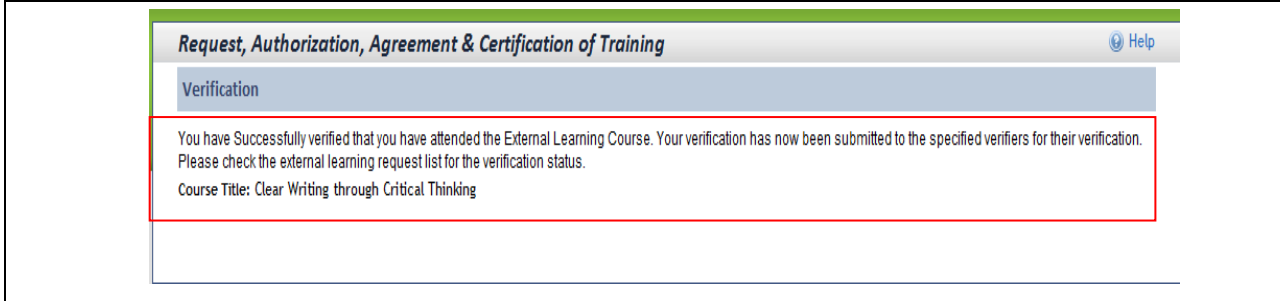 Request, Authorization, Agreement & Certification of Training
Help
Verification
You have Successfully verified that you have attended the External Learning Course. Your verification has now been submitted to the specified verifiers for their verification.
Please check the external learning request list for the verification status.
Course Title: Clear Writing through Critical Thinking